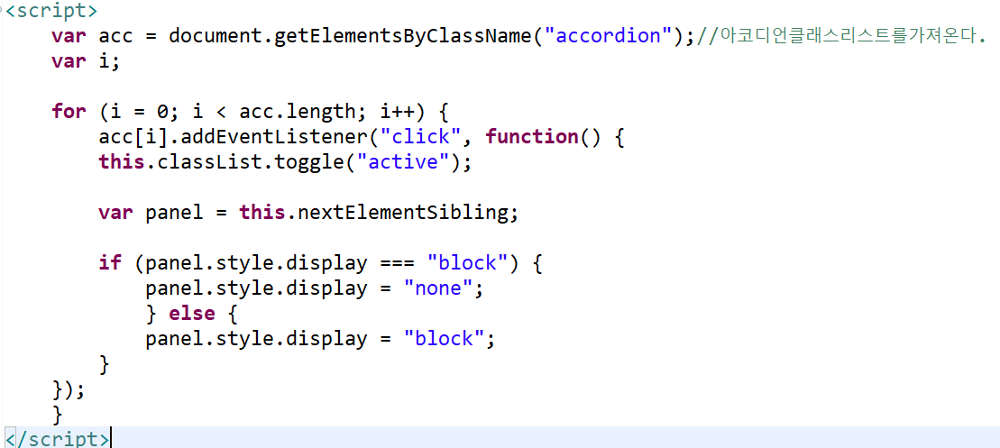 <script>
    var acc = document.getElementsByClassName("accordion");//아코디언클래스리스트를가져온다.
    var i;

    for (i = 0; i < acc.length; i++) {
        acc[i].addEventListener("click", function() {
        this.classList.toggle("active");

        var panel = this.nextElementSibling;

        if (panel.style.display === "block") {
            panel.style.display = "none";
            } else {
            panel.style.display = "block";
        }
    });
    }
</script>